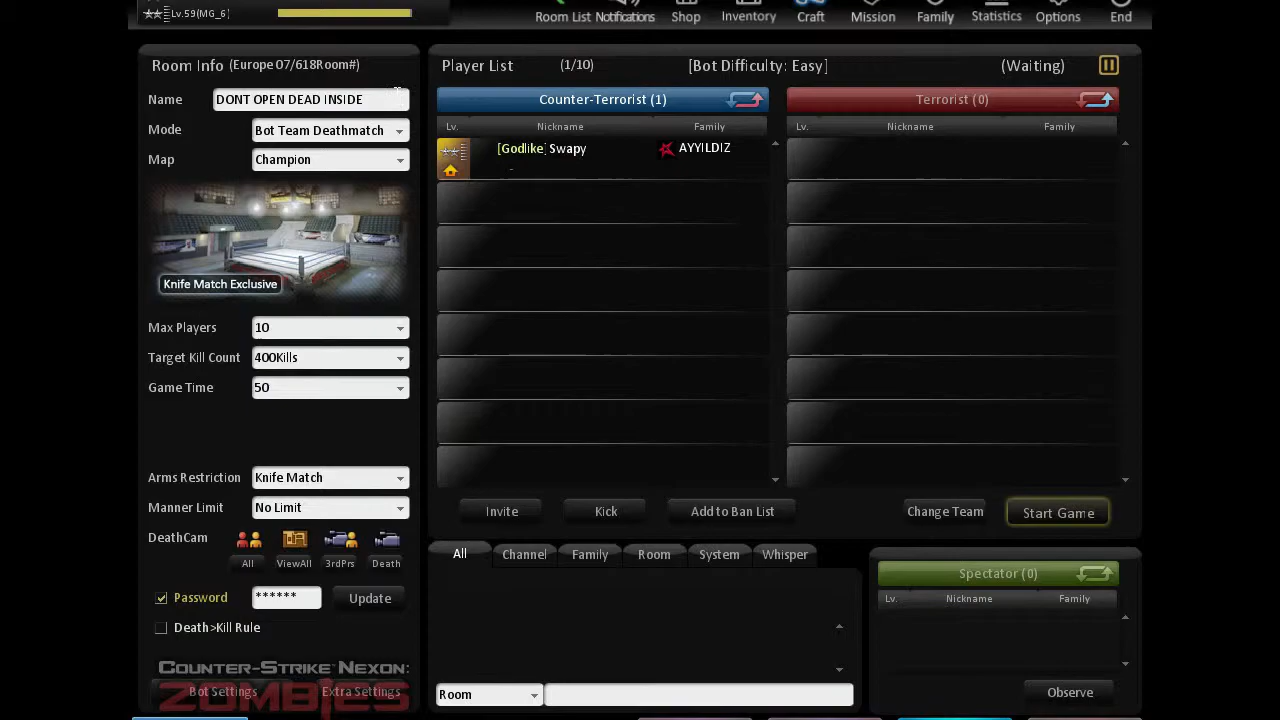 Lv.59(MG_6)
Room List Notifications Shop Inventory Craft Mission Family Statistics Options End
Room Info (Europe 07/618Room#)
Name DONT OPEN DEAD INSIDE
Mode Bot Team Deathmatch
Map Champion
Knife Match Exclusive
Max Players 10
Target Kill Count 400Kills
Game Time 50
Arms Restriction Knife Match
Manner Limit No Limit
DeathCam
All ViewAll 3rdPrs Death
Password ****** Update
Death>Kill Rule
COUNTER-STRIKE NEXON:
ZOMBIES
Bot Settings Extra Settings
Player List (1/10) [Bot Difficulty: Easy] (Waiting)
Counter-Terrorist (1)
Lv. Nickname Family
[Godlike] Swapy AYYILDIZ
-
Terrorist (0)
Lv. Nickname Family
Invite Kick Add to Ban List Change Team Start Game
All Channel Family Room System Whisper
Room
Spectator (0)
Lv. Nickname Family
Observe